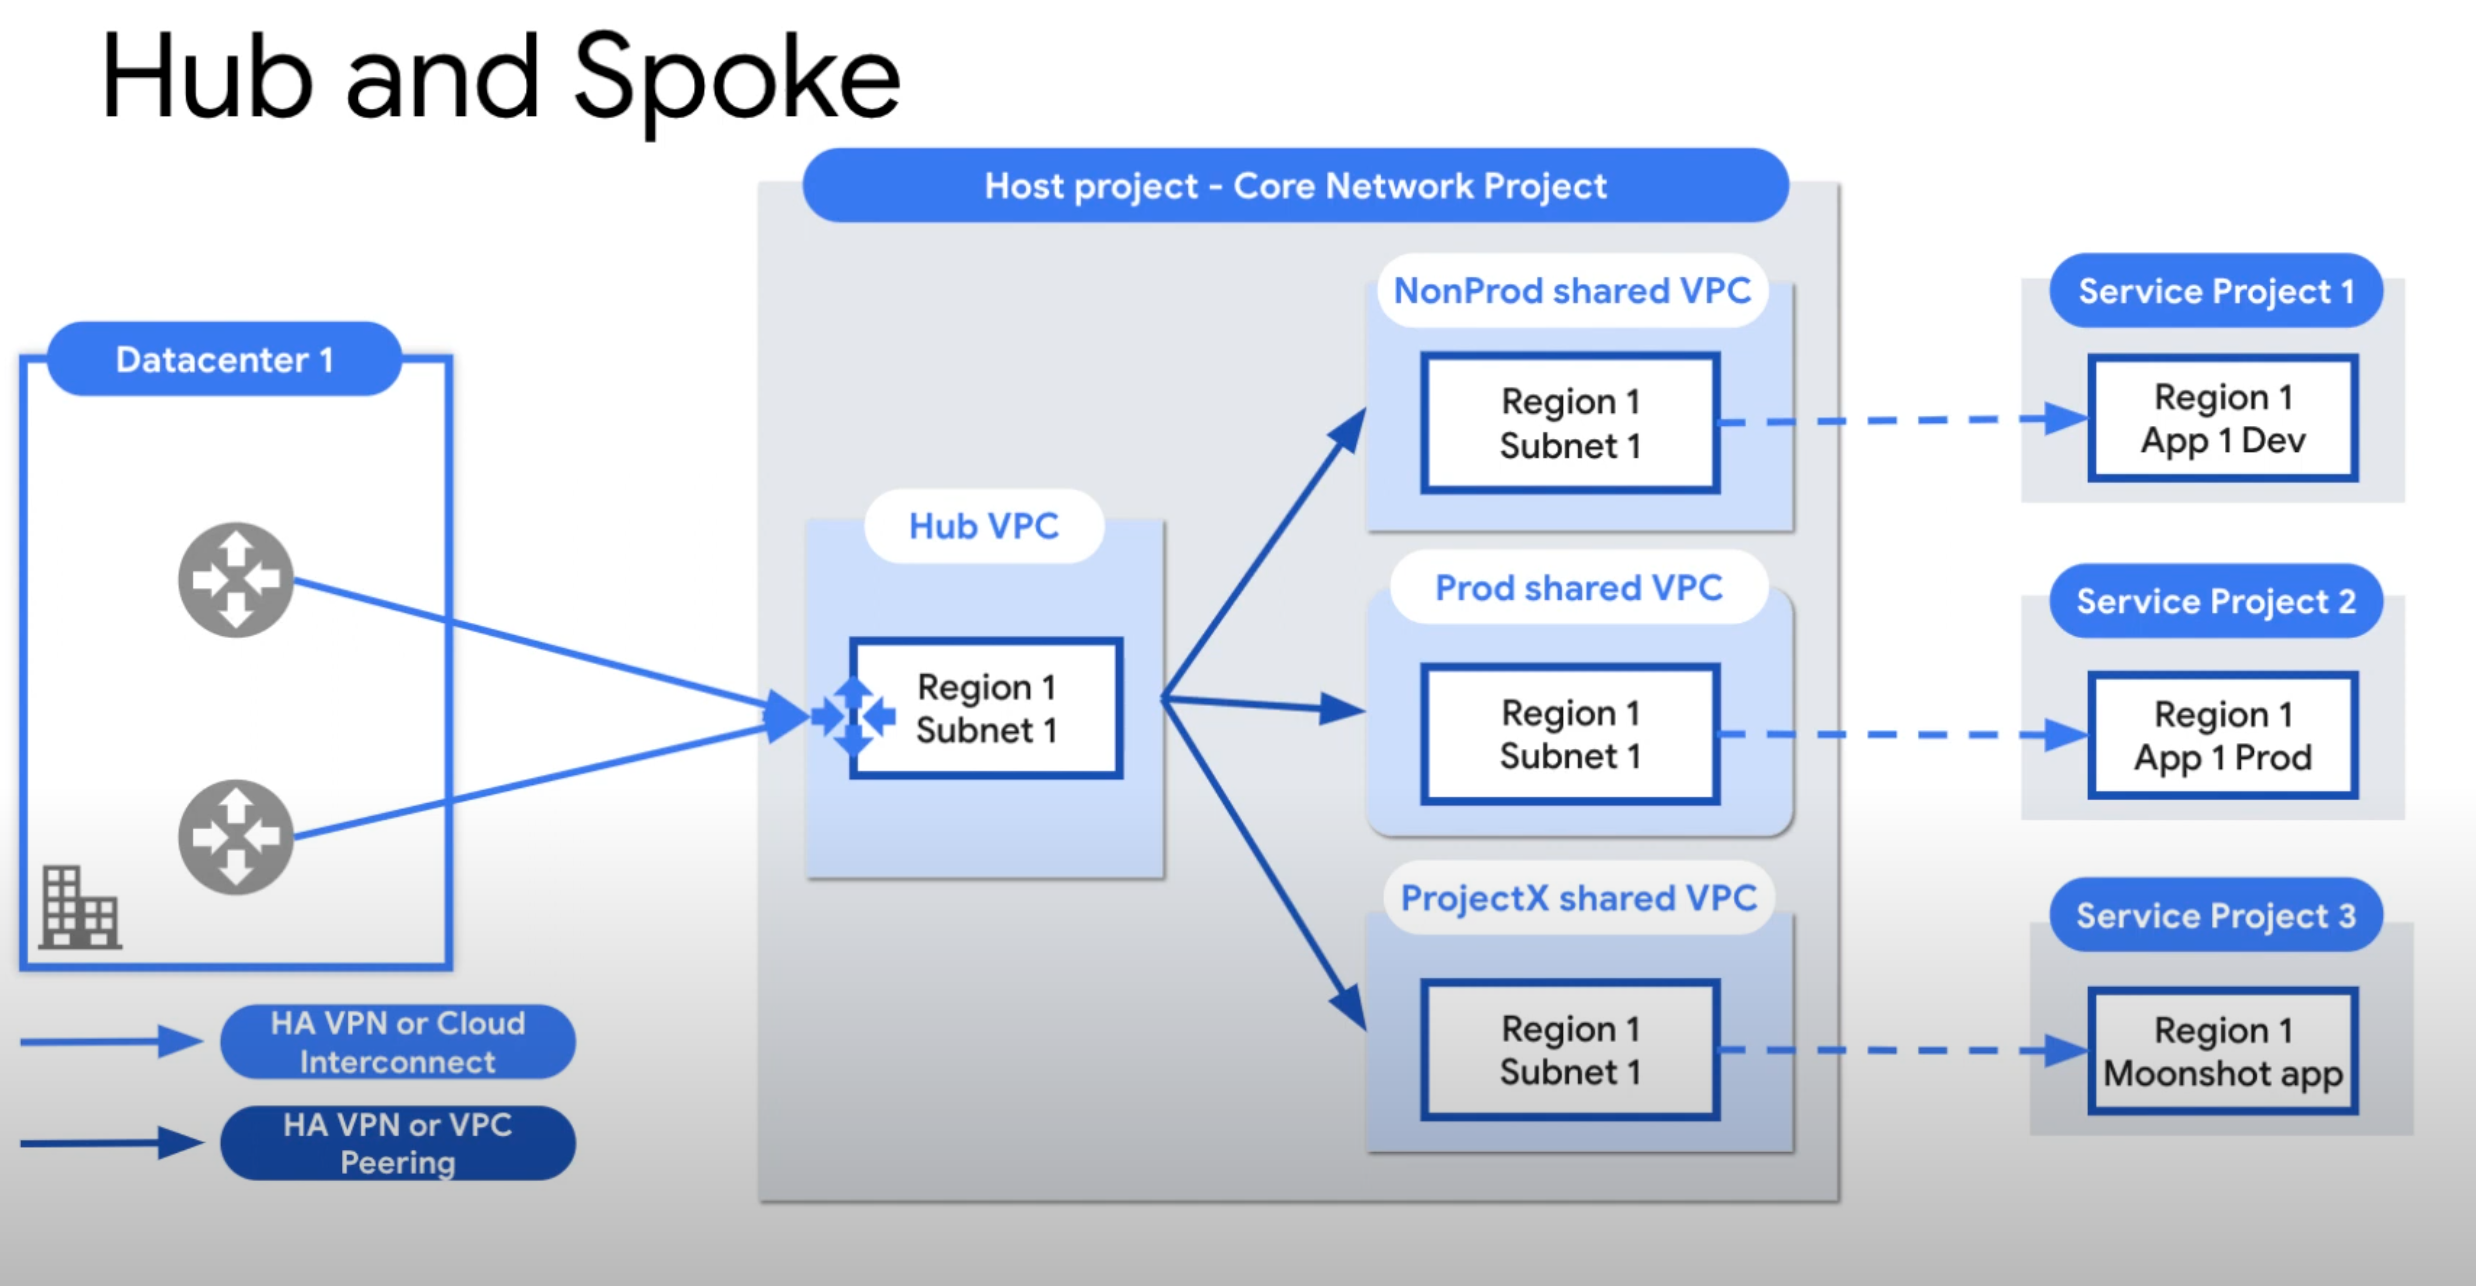 Hub and Spoke
Host project - Core Network Project
Datacenter 1
Hub VPC
Region 1
Subnet 1
NonProd shared VPC
Region 1
Subnet 1
Prod shared VPC
Region 1
Subnet 1
ProjectX shared VPC
Region 1
Subnet 1
Service Project 1
Region 1
App 1 Dev
Service Project 2
Region 1
App 1 Prod
Service Project 3
Region 1
Moonshot app
HA VPN or Cloud
Interconnect
HA VPN or VPC
Peering